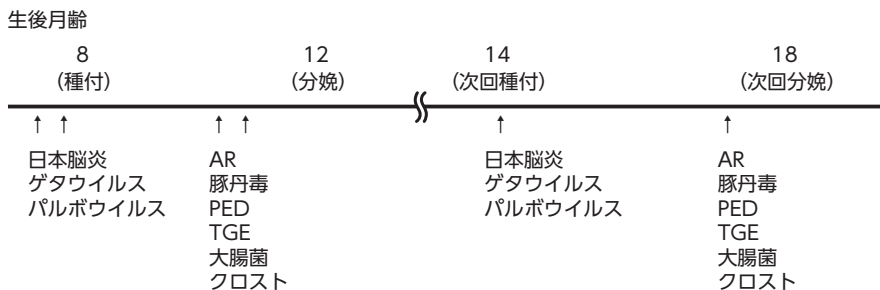 生後月齢
8 12 14 18
(種付) (分娩) (次回種付) (次回分娩)
↑ ↑ ↑ ↑ ↑ ↑
日本脳炎 AR 日本脳炎 AR
ゲタウイルス 豚丹毒 ゲタウイルス 豚丹毒
パルボウイルス PED パルボウイルス PED
TGE TGE
大腸菌 大腸菌
クロスト クロスト